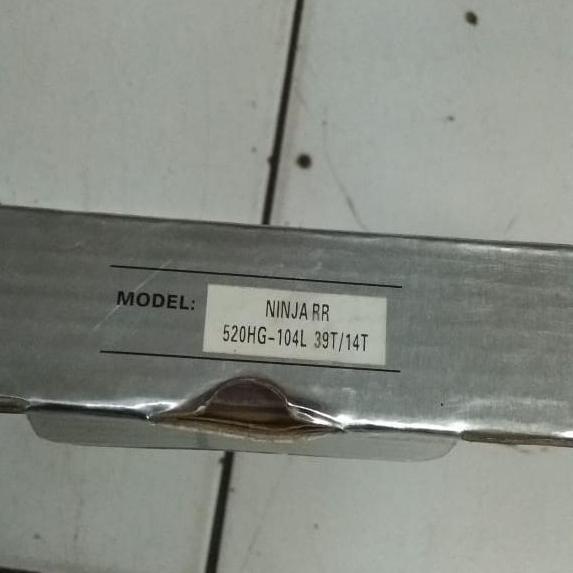 MODEL:
NINJA RR
520HG-104L 39T/14T